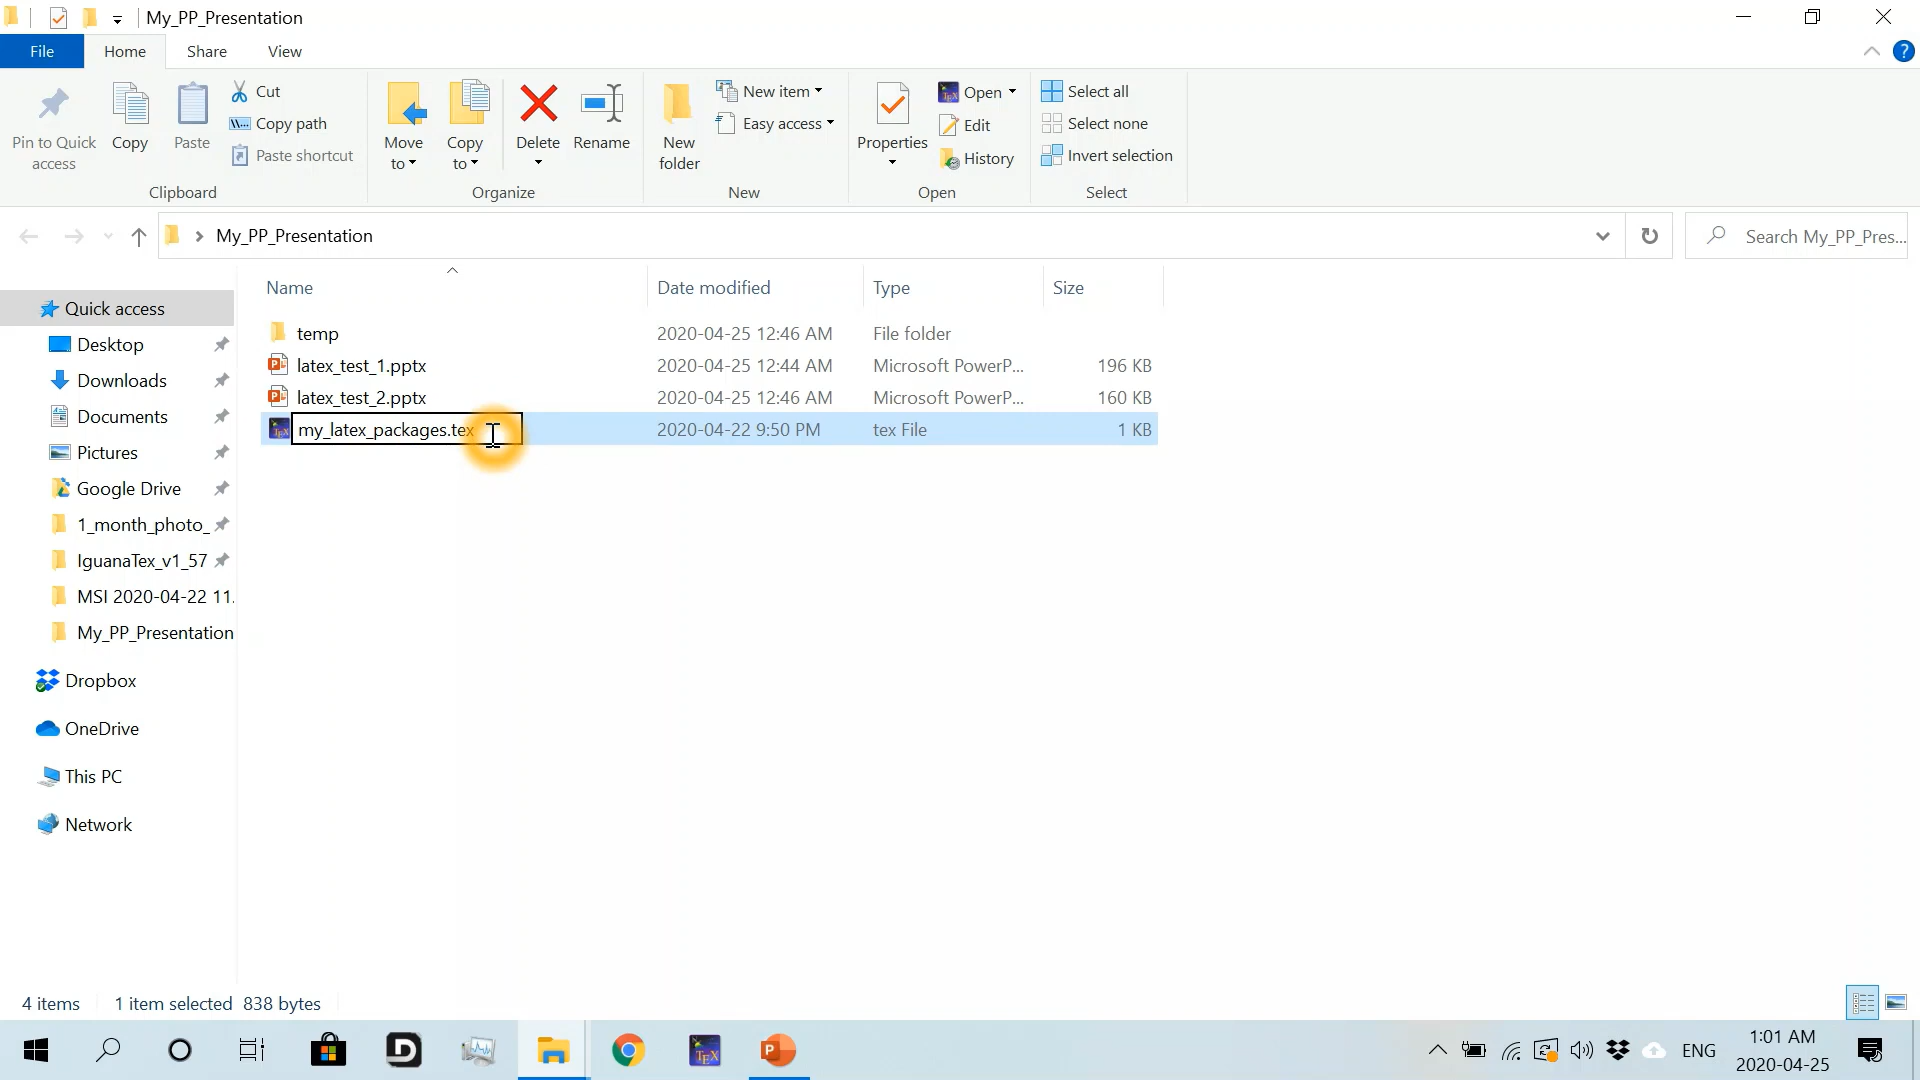 My_PP_Presentation
File Home Share View
Pin to Quick access
Copy
Paste
Cut
Copy path
Paste shortcut
Clipboard
Move to
Copy to
Delete
Rename
Organize
New folder
New item
Easy access
New
Properties
Open
Edit
History
Open
Select all
Select none
Invert selection
Select
My_PP_Presentation
Search My_PP_Pres...
Name Date modified Type Size
temp 2020-04-25 12:46 AM File folder
latex_test_1.pptx 2020-04-25 12:44 AM Microsoft PowerP... 196 KB
latex_test_2.pptx 2020-04-25 12:46 AM Microsoft PowerP... 160 KB
my_latex_packages.tex 2020-04-22 9:50 PM tex File 1 KB
Quick access
Desktop
Downloads
Documents
Pictures
Google Drive
1_month_photo_
IguanaTex_v1_57
MSI 2020-04-22 11.
My_PP_Presentation
Dropbox
OneDrive
This PC
Network
4 items 1 item selected 838 bytes
TEX
ENG
1:01 AM
2020-04-25